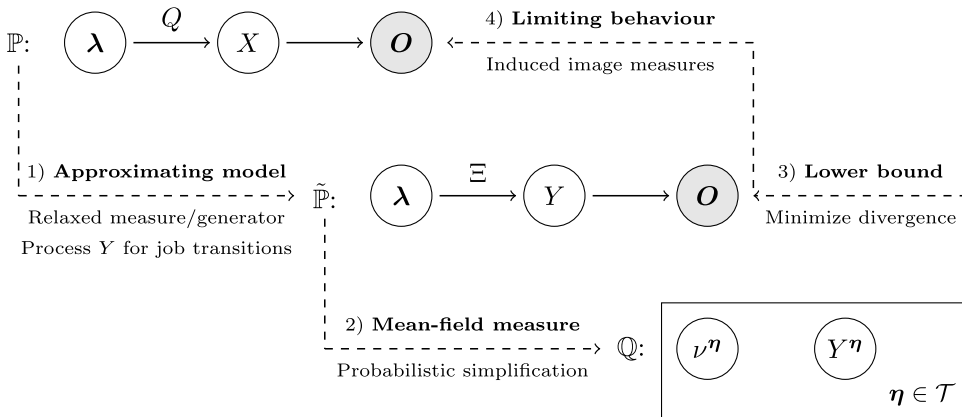 Q
4) Limiting behaviour
ℙ: λ X O
Induced image measures
1) Approximating model
Ξ
3) Lower bound
ℙ̃: λ Y O
Relaxed measure/generator
Minimize divergence
Process Y for job transitions
2) Mean-field measure
ℚ: ν^η Y^η
Probabilistic simplification
η ∈ 𝒯